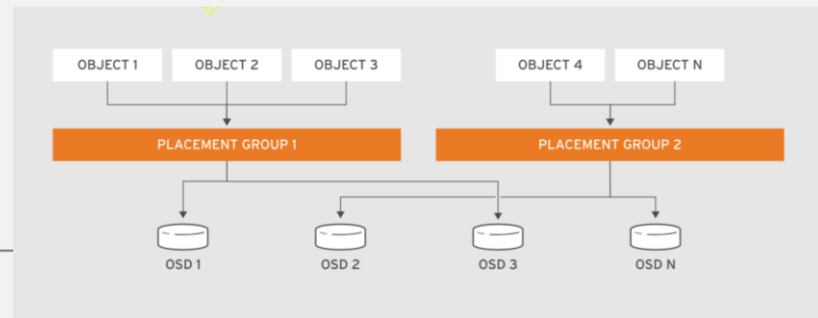 OBJECT 1 OBJECT 2 OBJECT 3 OBJECT 4 OBJECT N
PLACEMENT GROUP 1 PLACEMENT GROUP 2
OSD 1 OSD 2 OSD 3 OSD N